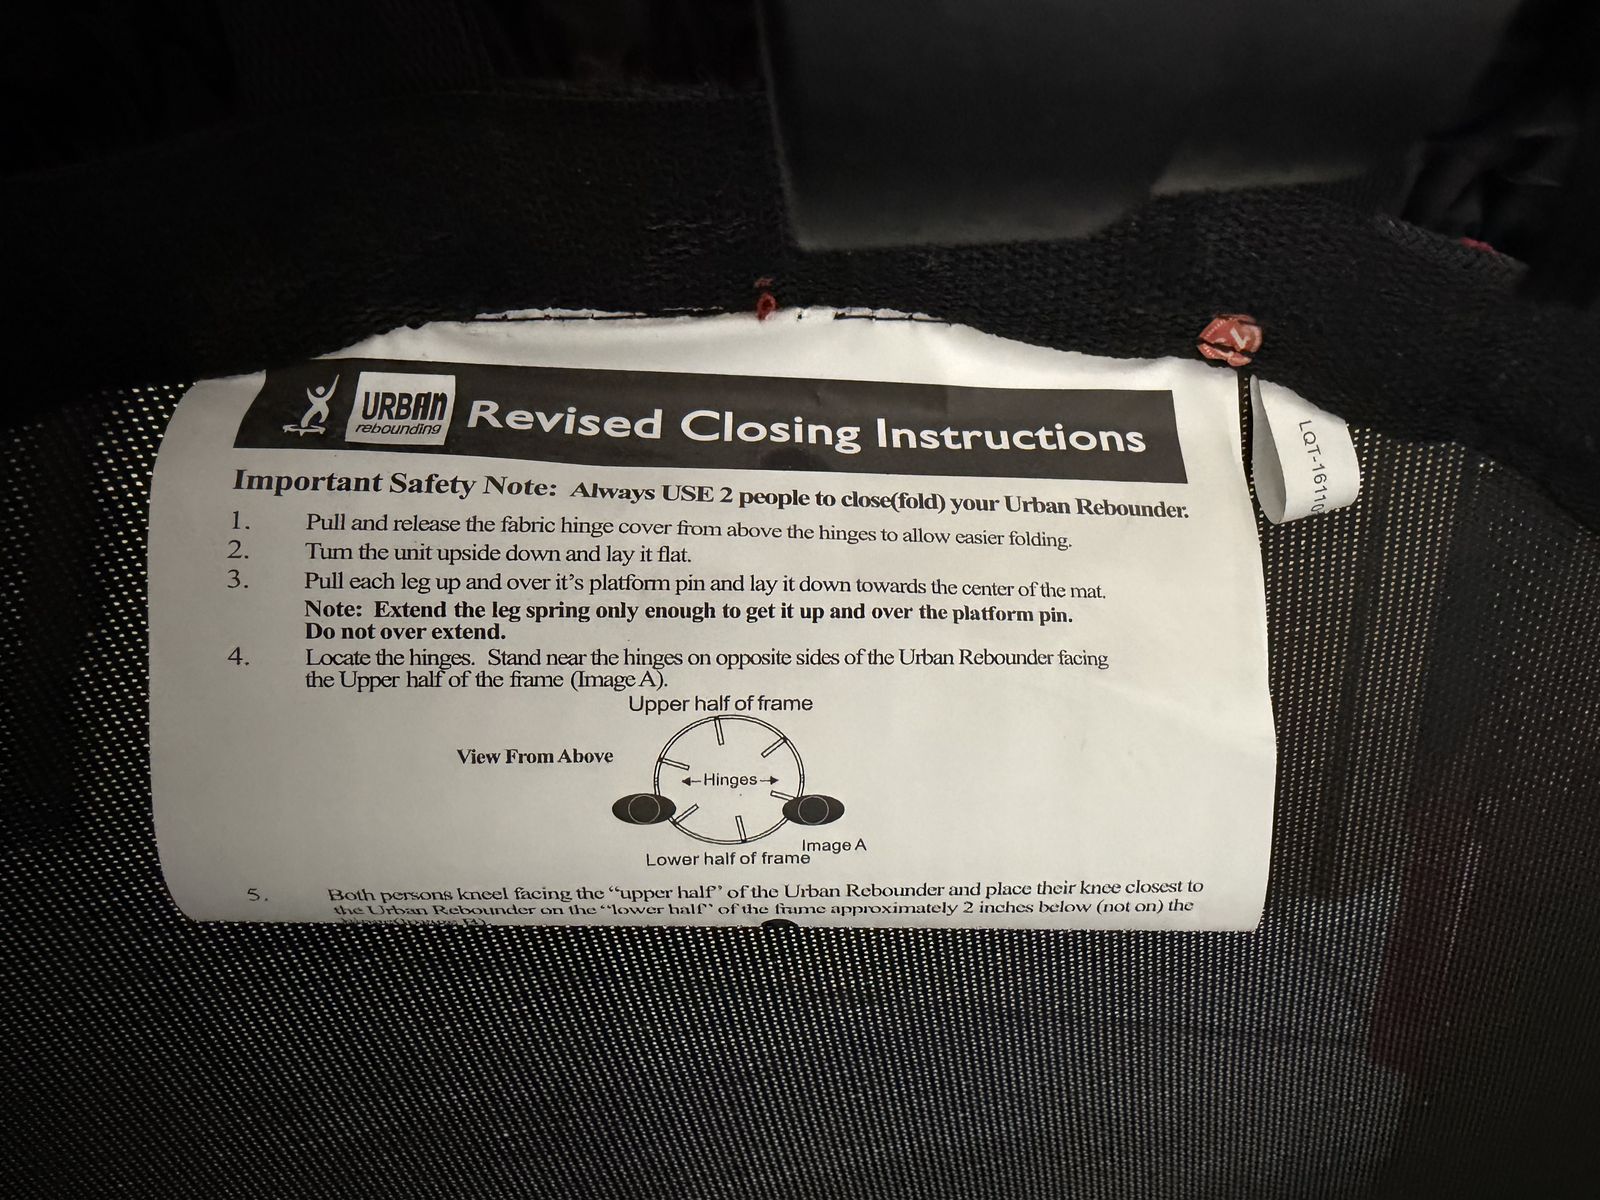 URBAN
rebounding
Revised Closing Instructions
Important Safety Note: Always USE 2 people to close(fold) your Urban Rebounder.
1. Pull and release the fabric hinge cover from above the hinges to allow easier folding.
2. Turn the unit upside down and lay it flat.
3. Pull each leg up and over it's platform pin and lay it down towards the center of the mat.
Note: Extend the leg spring only enough to get it up and over the platform pin.
Do not over extend.
4. Locate the hinges. Stand near the hinges on opposite sides of the Urban Rebounder facing
the Upper half of the frame (Image A).
Upper half of frame
View From Above
Hinges
Image A
Lower half of frame
5. Both persons kneel facing the "upper half" of the Urban Rebounder and place their knee closest to
the Urban Rebounder on the "lower half" of the frame approximately 2 inches below (not on) the
LQT-16110